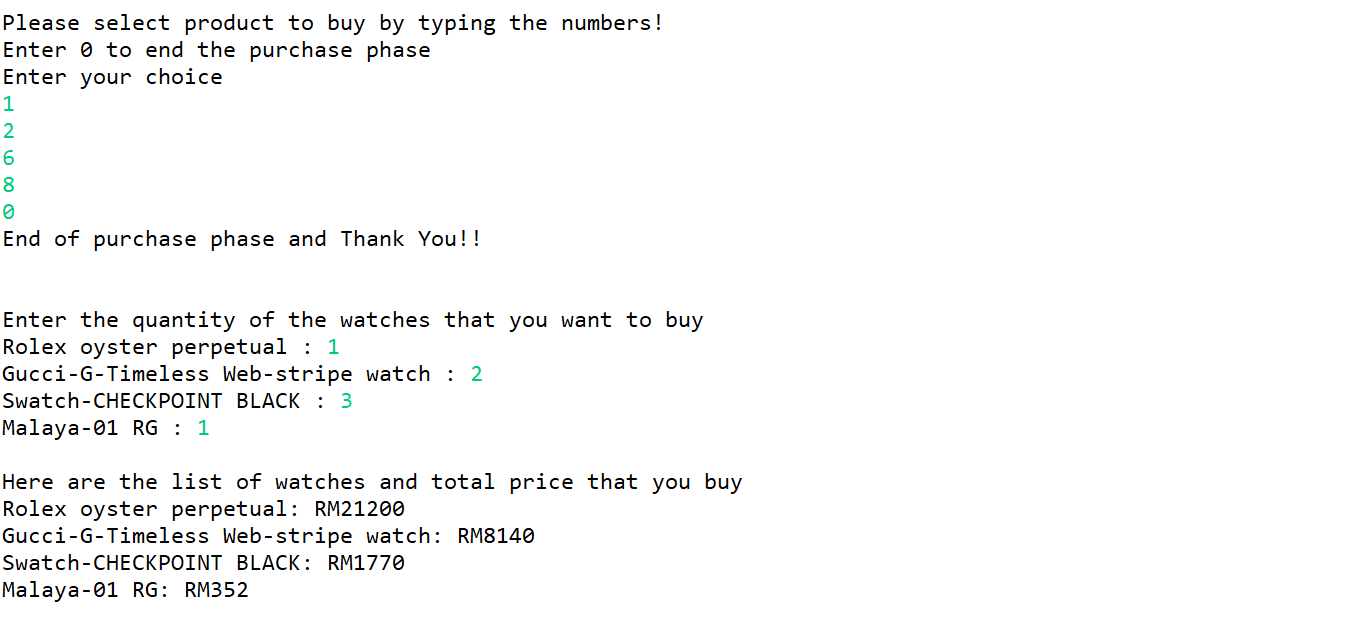 Please select product to buy by typing the numbers!
Enter 0 to end the purchase phase
Enter your choice
1
2
6
8
0
End of purchase phase and Thank You!!
Enter the quantity of the watches that you want to buy
Rolex oyster perpetual : 1
Gucci-G-Timeless Web-stripe watch : 2
Swatch-CHECKPOINT BLACK : 3
Malaya-01 RG : 1
Here are the list of watches and total price that you buy
Rolex oyster perpetual: RM21200
Gucci-G-Timeless Web-stripe watch: RM8140
Swatch-CHECKPOINT BLACK: RM1770
Malaya-01 RG: RM352